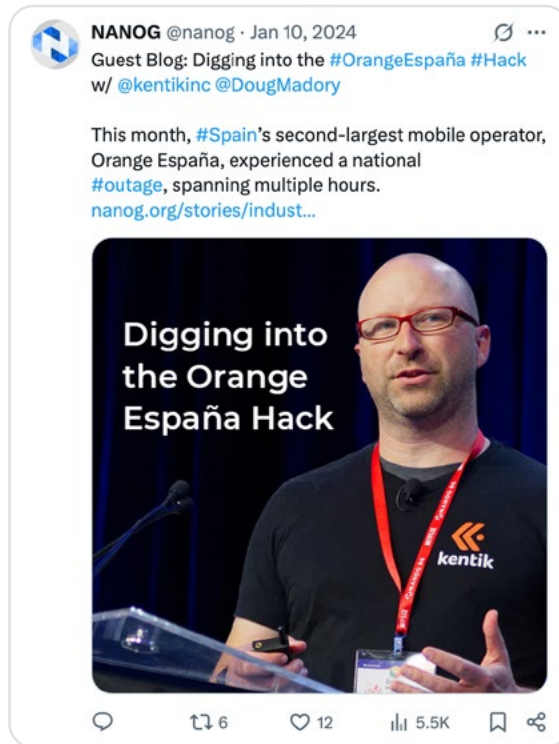 NANOG @nanog · Jan 10, 2024
Guest Blog: Digging into the #OrangeEspaña #Hack
w/ @kentikinc @DougMadory
This month, #Spain's second-largest mobile operator,
Orange España, experienced a national
#outage, spanning multiple hours.
nanog.org/stories/indust...
Digging into
the Orange
España Hack
kentik
6
12
5.5K